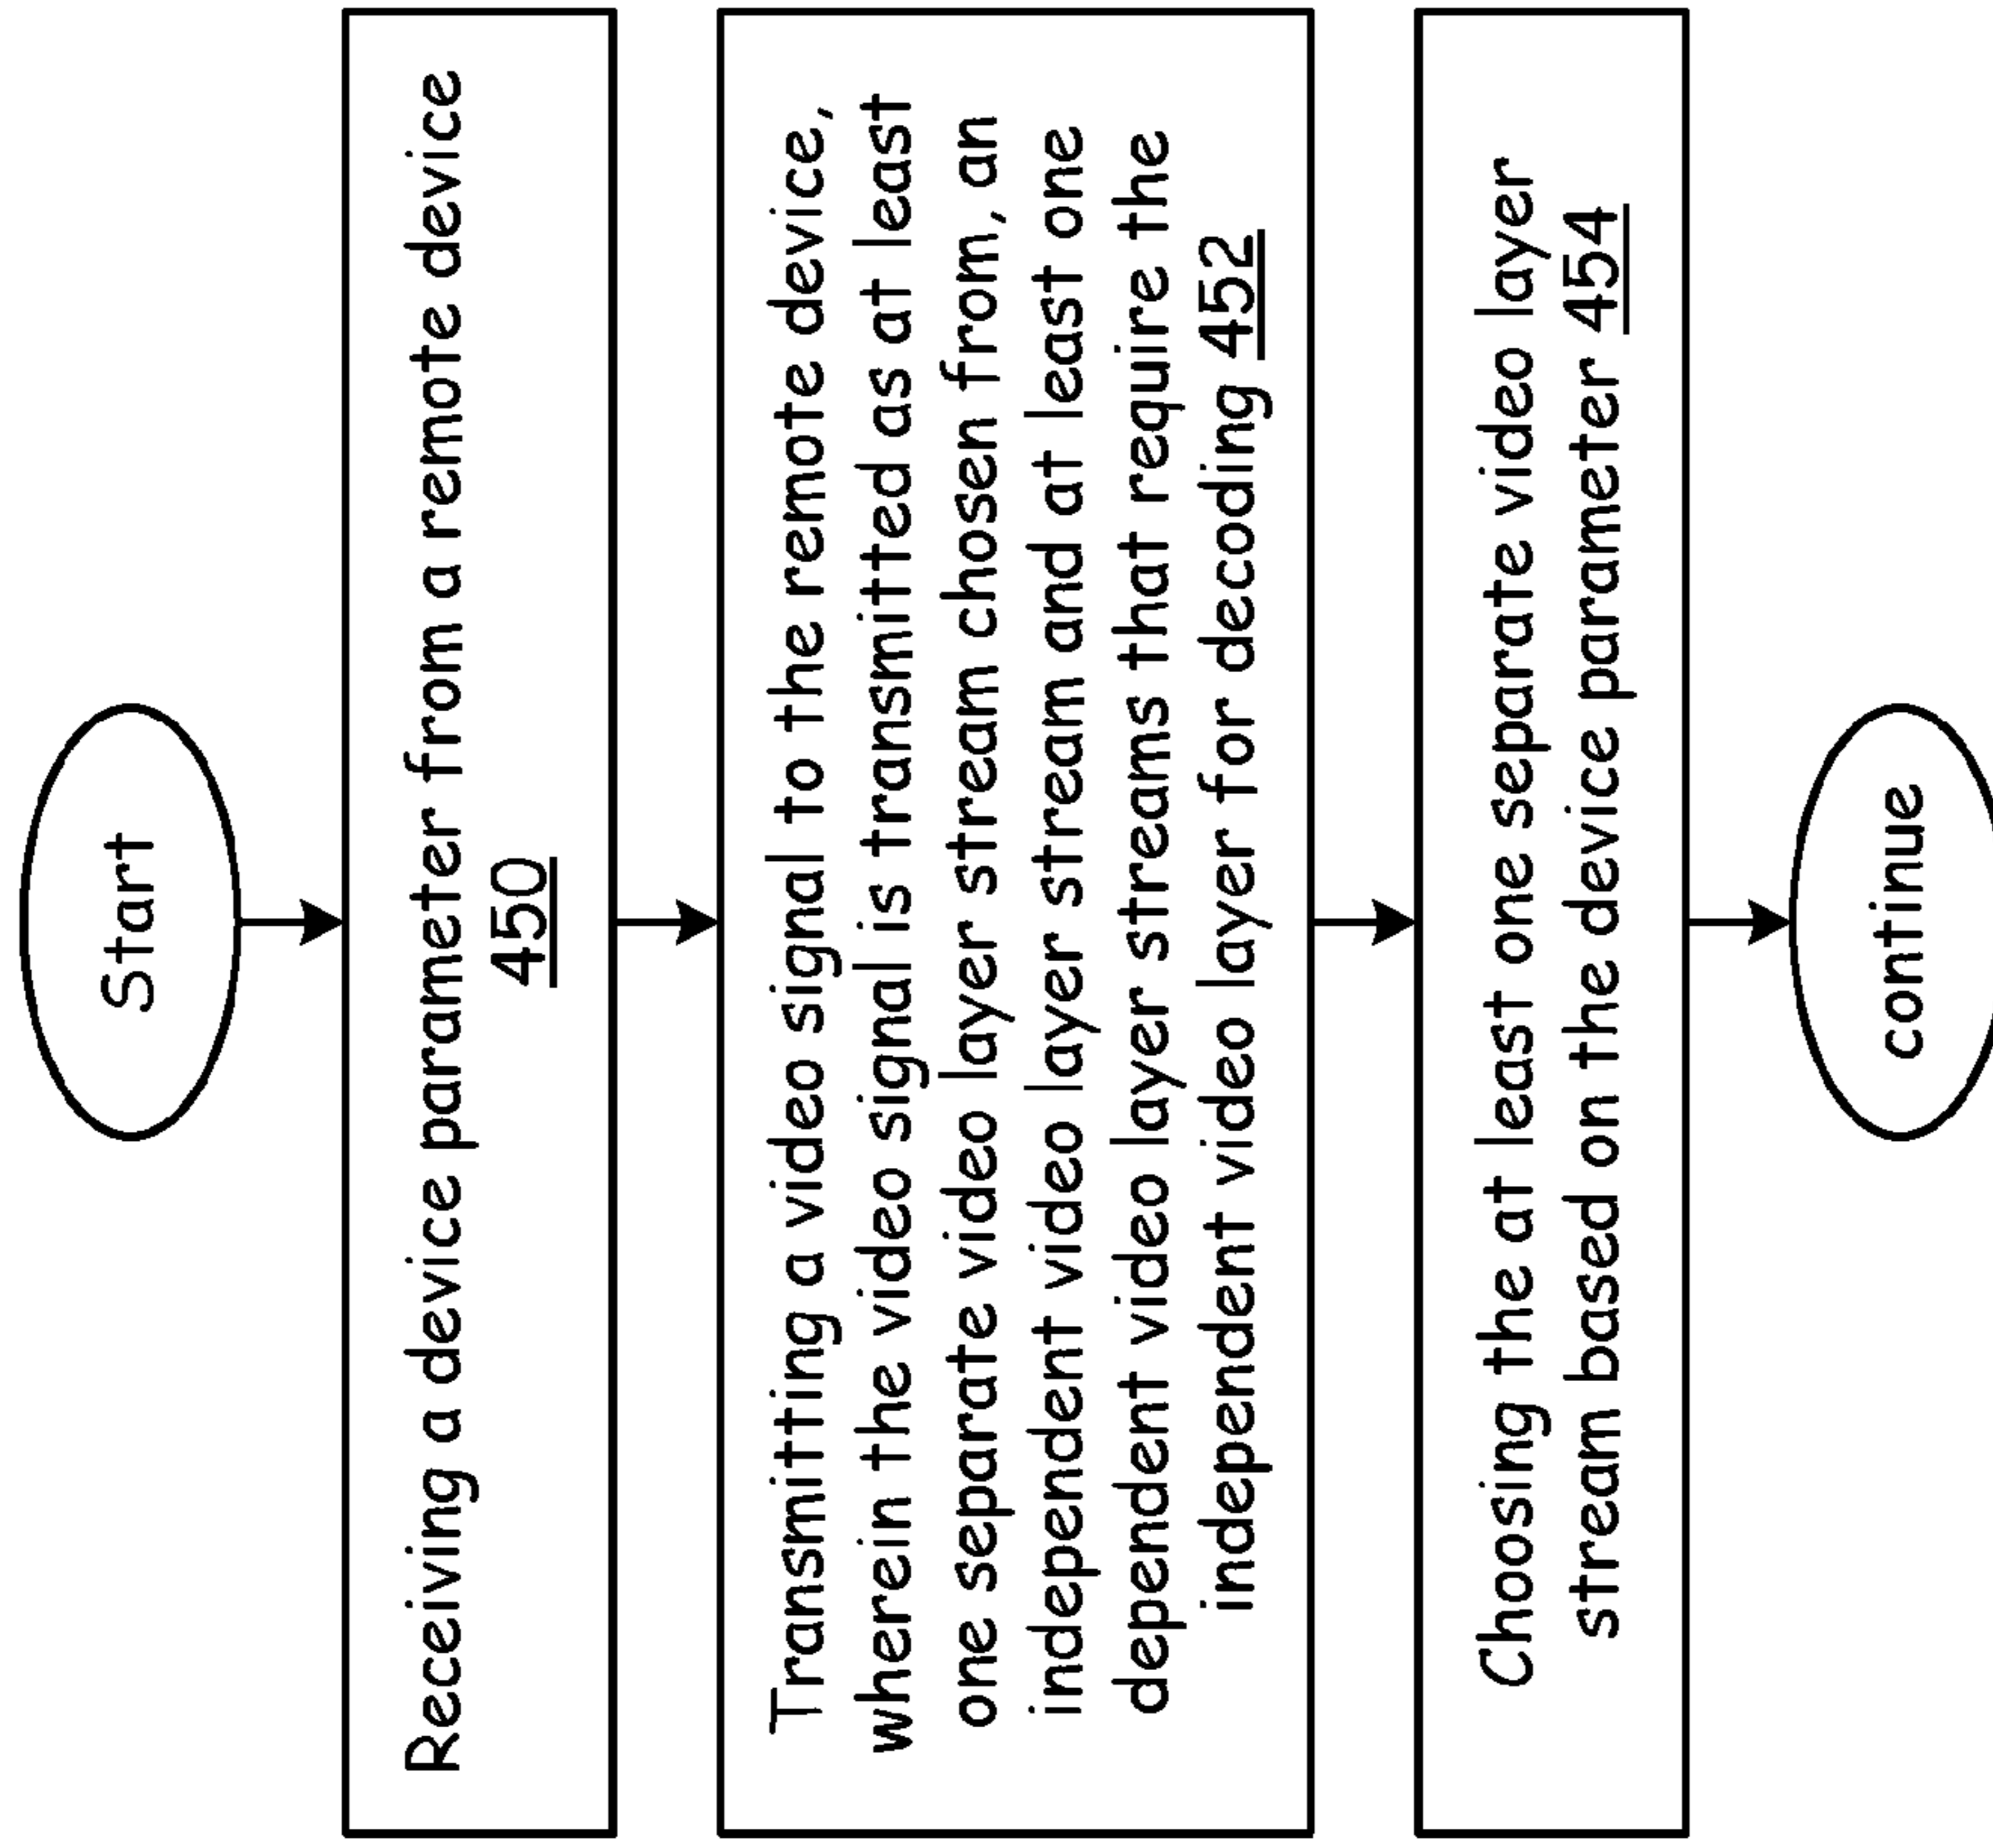 Start
Receiving a device parameter from a remote device
450
Transmitting a video signal to the remote device,
wherein the video signal is transmitted as at least
one separate video layer stream chosen from, an
independent video layer stream and at least one
dependent video layer streams that require the
independent video layer for decoding 452
Choosing the at least one separate video layer
stream based on the device parameter 454
continue